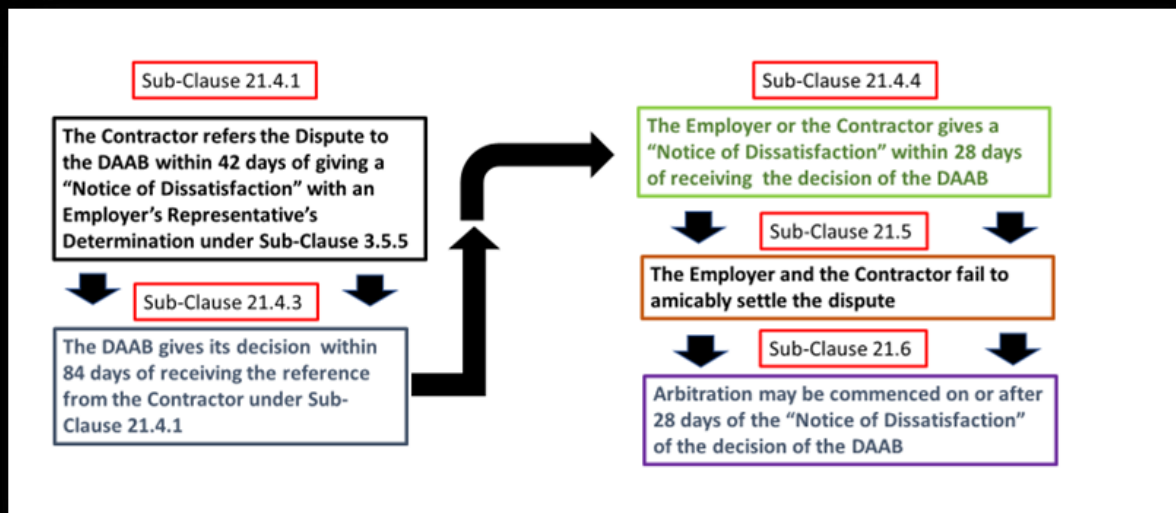 Sub-Clause 21.4.1
The Contractor refers the Dispute to
the DAAB within 42 days of giving a
“Notice of Dissatisfaction” with an
Employer’s Representative’s
Determination under Sub-Clause 3.5.5
Sub-Clause 21.4.3
The DAAB gives its decision within
84 days of receiving the reference
from the Contractor under Sub-
Clause 21.4.1
Sub-Clause 21.4.4
The Employer or the Contractor gives a
“Notice of Dissatisfaction” within 28 days
of receiving the decision of the DAAB
Sub-Clause 21.5
The Employer and the Contractor fail to
amicably settle the dispute
Sub-Clause 21.6
Arbitration may be commenced on or after
28 days of the “Notice of Dissatisfaction”
of the decision of the DAAB